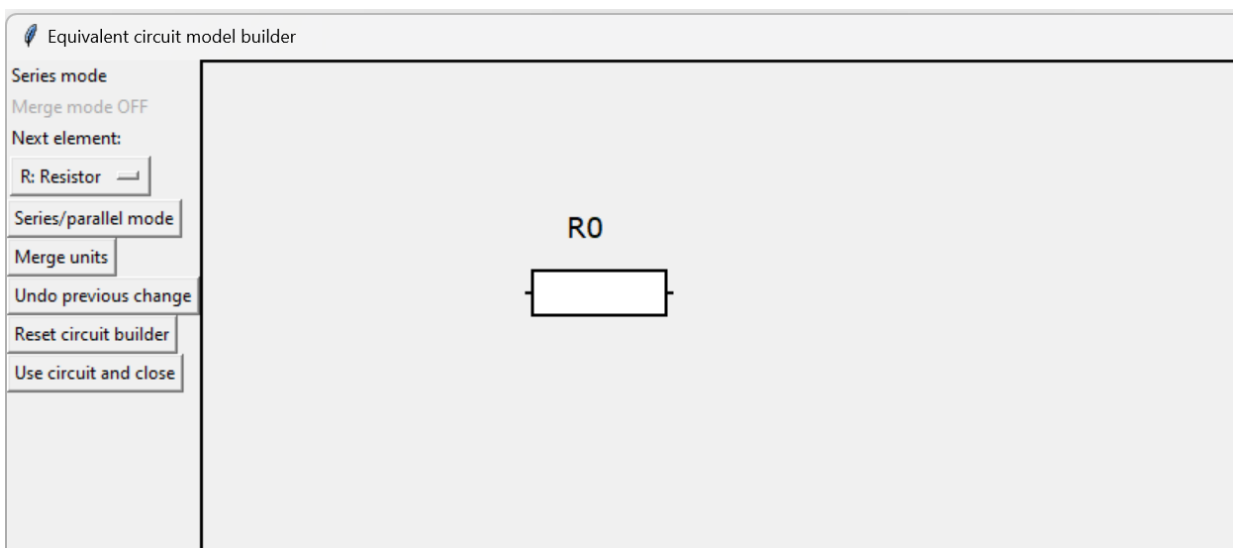 Equivalent circuit model builder
Series mode
Merge mode OFF
Next element:
R: Resistor
Series/parallel mode
Merge units
Undo previous change
Reset circuit builder
Use circuit and close
R0